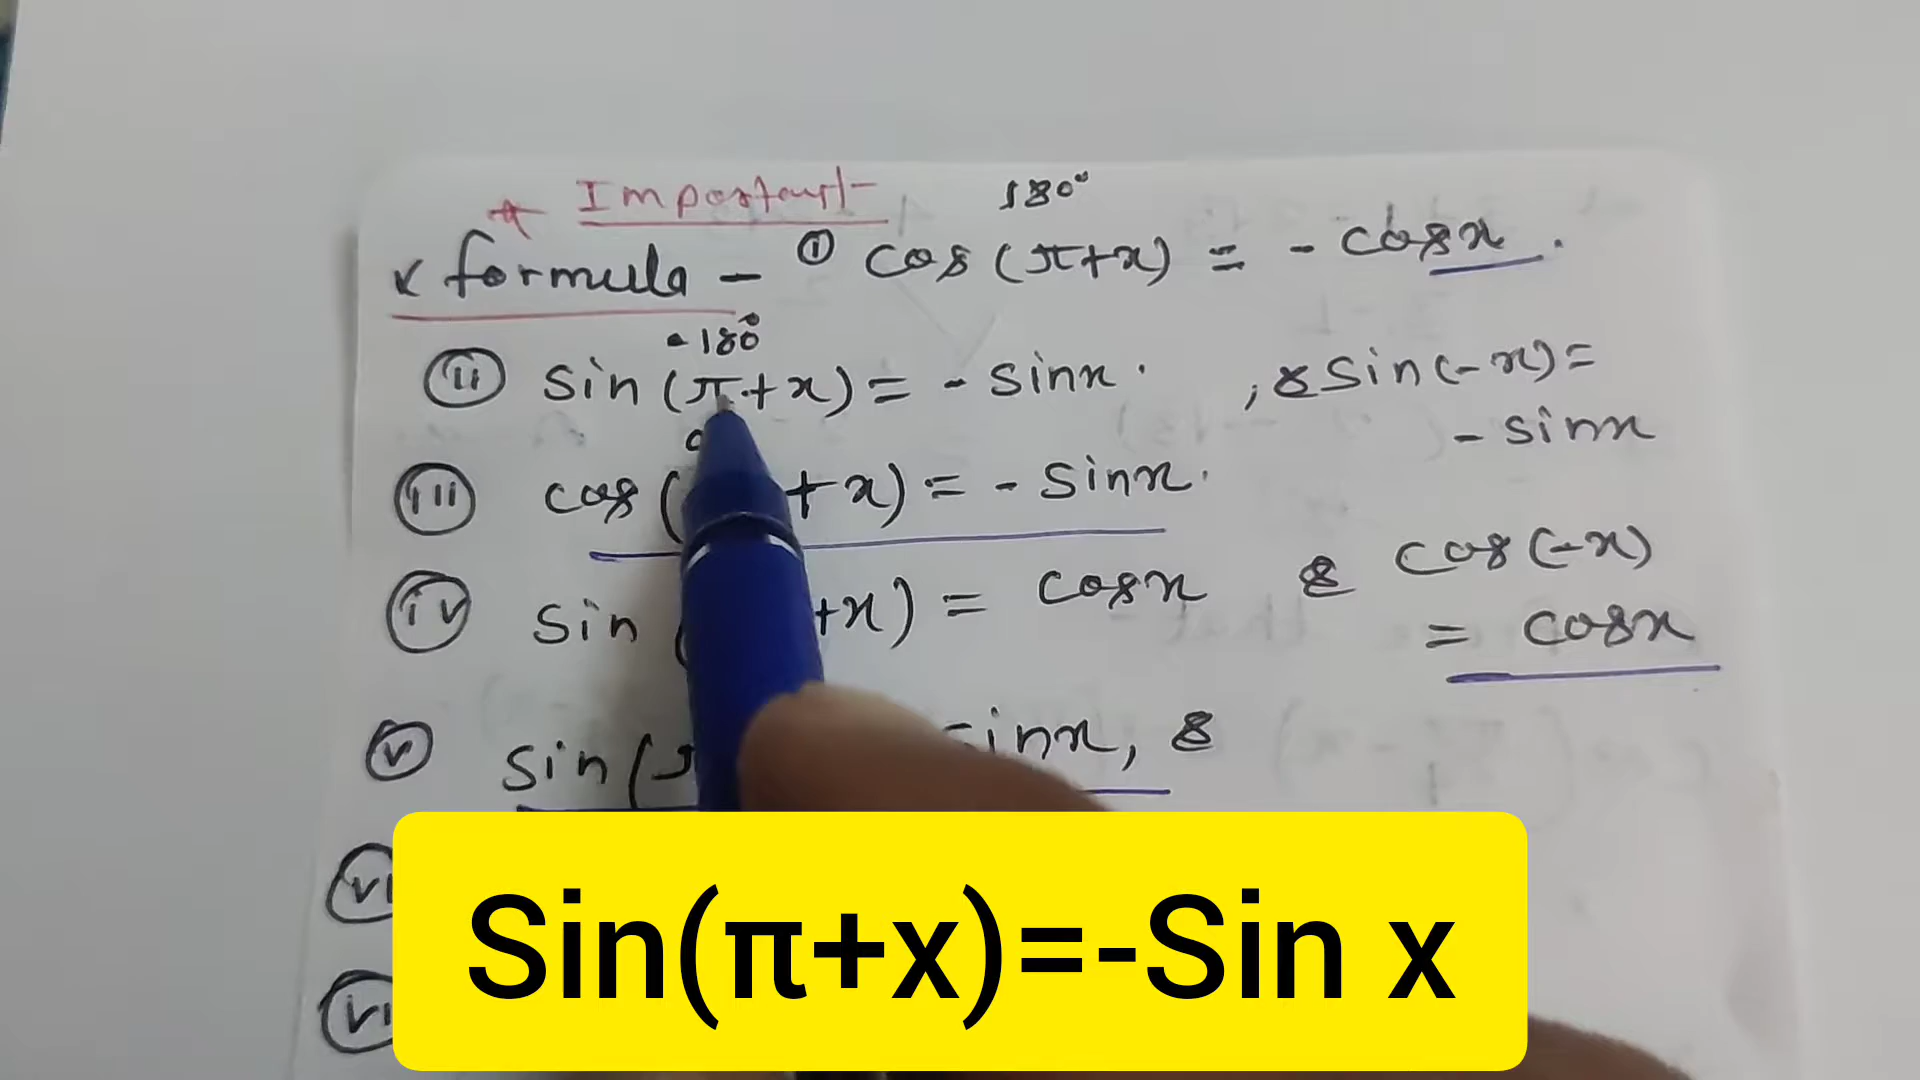 * Important
180°
✓ formula - ① cos (π+x) = - cosx .
180°
(ii) sin (π+x) = - sinx . , & sin(-x) =
- sinx
(iii) cos ( + x) = - sinx .
(iv) sin +x) = cosx & cos(-x)
= cosx
(v) sin ( sinx, &
Sin(π+x)=-Sin x